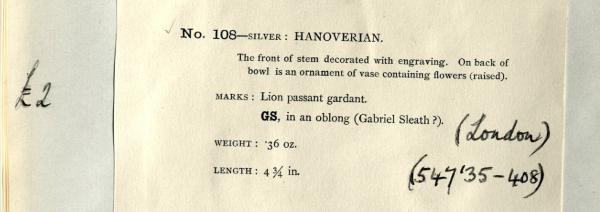 No. 108—SILVER: HANOVERIAN.
The front of stem decorated with engraving. On back of
bowl is an ornament of vase containing flowers (raised).
£2
MARKS: Lion passant gardant.
GS, in an oblong (Gabriel Sleath?).
(London)
WEIGHT: ·36 oz.
LENGTH: 4 ¾ in.
(547'35-408)